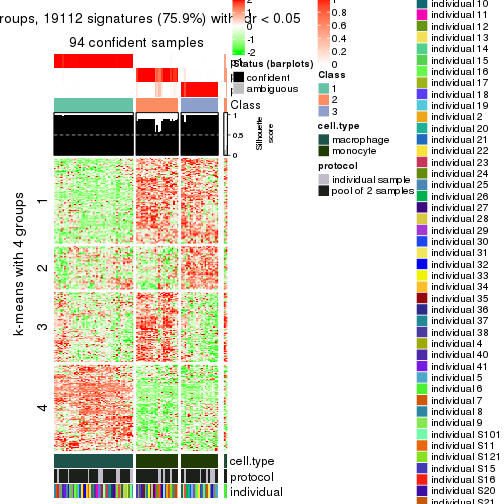 roups, 19112 signatures (75.9%) with fdr < 0.05
94 confident samples
k-means with 4 groups
1
2
3
4
2
1
0
-1
-2
Status (barplots)
confident
ambiguous
0.8
0.6
0.4
0.2
0
Class
1
2
3
cell.type
macrophage
monocyte
protocol
individual sample
pool of 2 samples
Class
1
0.5
0
Silhouette
score
cell.type
protocol
individual
individual 10
individual 11
individual 12
individual 13
individual 14
individual 15
individual 16
individual 17
individual 18
individual 19
individual 2
individual 20
individual 21
individual 22
individual 23
individual 24
individual 25
individual 26
individual 27
individual 28
individual 29
individual 30
individual 31
individual 32
individual 33
individual 34
individual 35
individual 36
individual 37
individual 38
individual 4
individual 40
individual 41
individual 5
individual 6
individual 7
individual 8
individual 9
individual S101
individual S11
individual S121
individual S15
individual S16
individual S20
individual S21